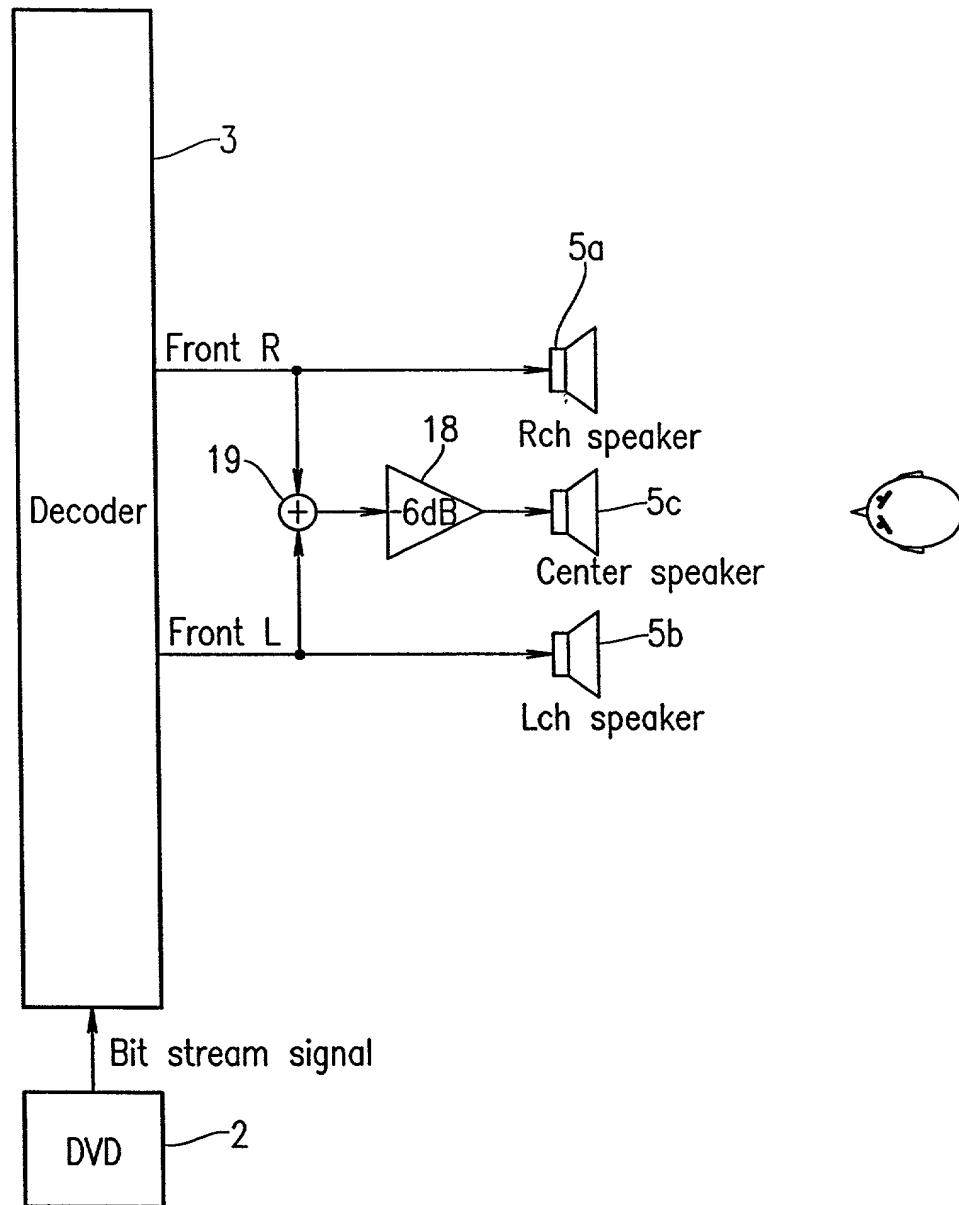 3
5a
Front R
Rch speaker
18
19
+
-6dB
5c
Decoder
Center speaker
Front L
5b
Lch speaker
Bit stream signal
DVD
2